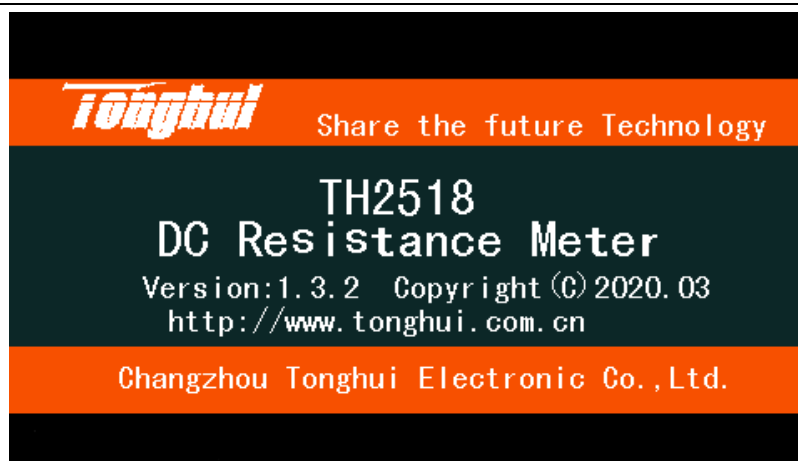 Tonghui
Share the future Technology
TH2518
DC Resistance Meter
Version:1.3.2 Copyright(C)2020.03
http://www.tonghui.com.cn
Changzhou Tonghui Electronic Co.,Ltd.